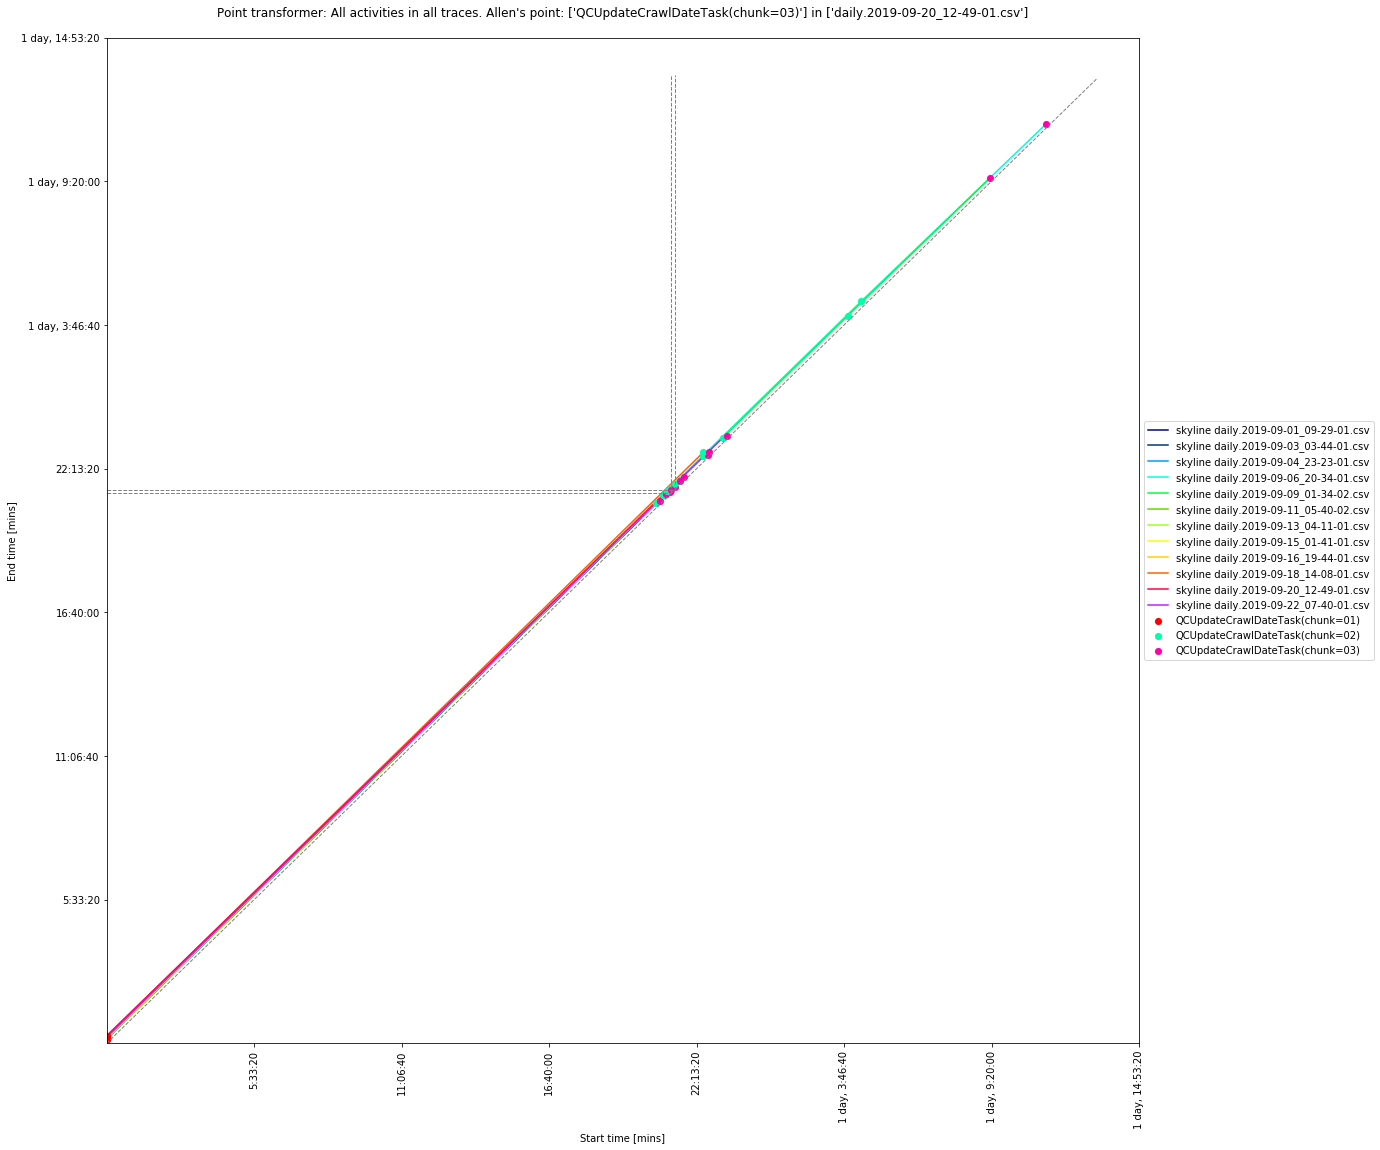 Point transformer: All activities in all traces. Allen's point: ['QCUpdateCrawlDateTask(chunk=03)'] in ['daily.2019-09-20_12-49-01.csv']
1 day, 14:53:20
1 day, 9:20:00
1 day, 3:46:40
22:13:20
16:40:00
11:06:40
5:33:20
End time [mins]
skyline daily.2019-09-01_09-29-01.csv
skyline daily.2019-09-03_03-44-01.csv
skyline daily.2019-09-04_23-23-01.csv
skyline daily.2019-09-06_20-34-01.csv
skyline daily.2019-09-09_01-34-02.csv
skyline daily.2019-09-11_05-40-02.csv
skyline daily.2019-09-13_04-11-01.csv
skyline daily.2019-09-15_01-41-01.csv
skyline daily.2019-09-16_19-44-01.csv
skyline daily.2019-09-18_14-08-01.csv
skyline daily.2019-09-20_12-49-01.csv
skyline daily.2019-09-22_07-40-01.csv
QCUpdateCrawlDateTask(chunk=01)
QCUpdateCrawlDateTask(chunk=02)
QCUpdateCrawlDateTask(chunk=03)
5:33:20
11:06:40
16:40:00
22:13:20
1 day, 3:46:40
1 day, 9:20:00
1 day, 14:53:20
Start time [mins]